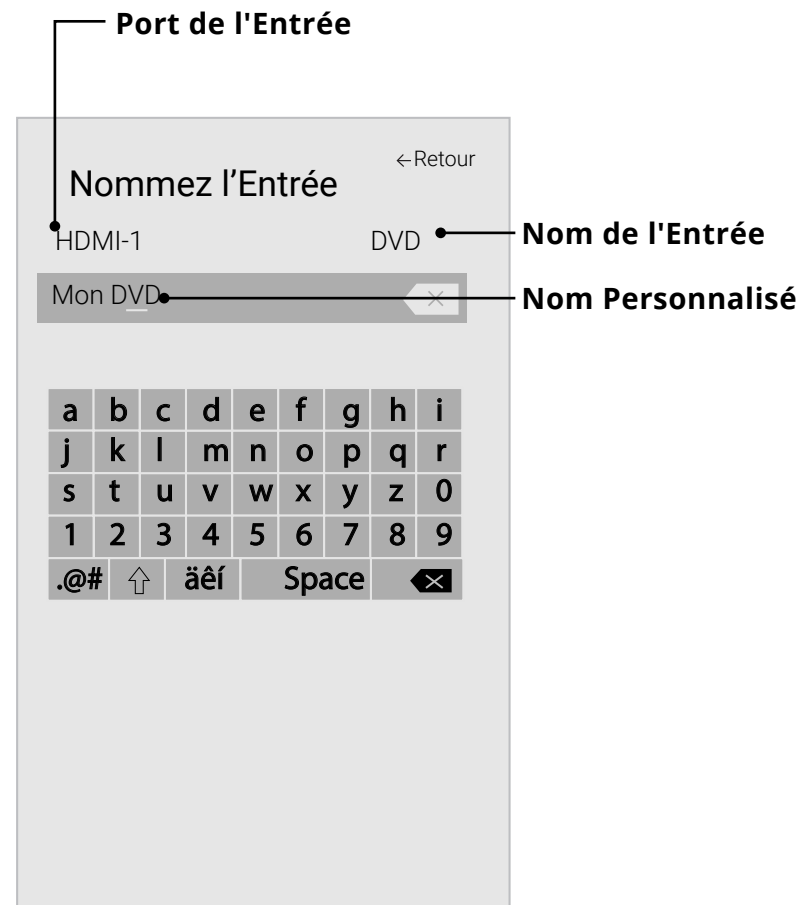 Port de l'Entrée
←Retour
Nommez l’Entrée
HDMI-1 DVD
Nom de l'Entrée
Mon DVD
Nom Personnalisé
a b c d e f g h i
j k l m n o p q r
s t u v w x y z 0
1 2 3 4 5 6 7 8 9
.@# äêí Space